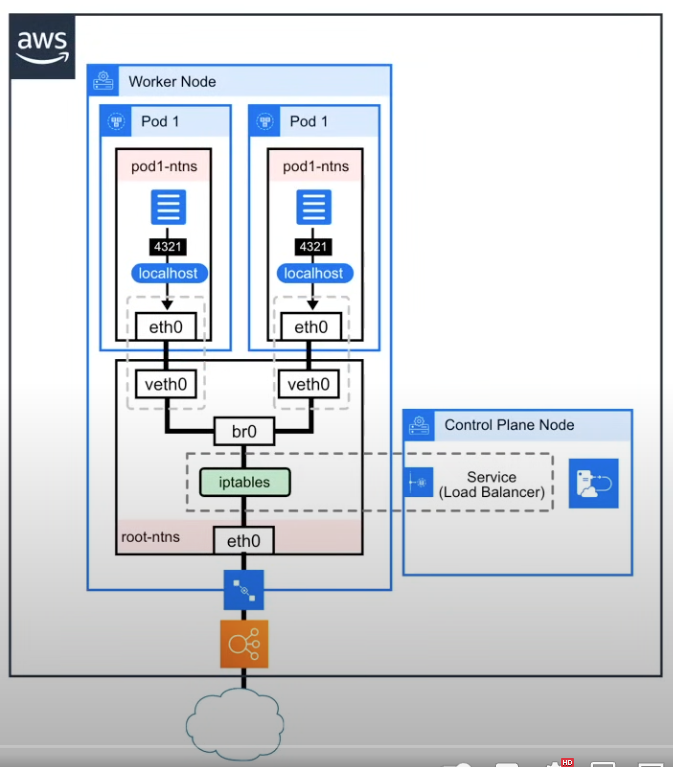 aws
Worker Node
Pod 1
Pod 1
pod1-ntns
pod1-ntns
4321
4321
localhost
localhost
eth0
eth0
veth0
veth0
br0
Control Plane Node
iptables
Service
(Load Balancer)
root-ntns
eth0
HD